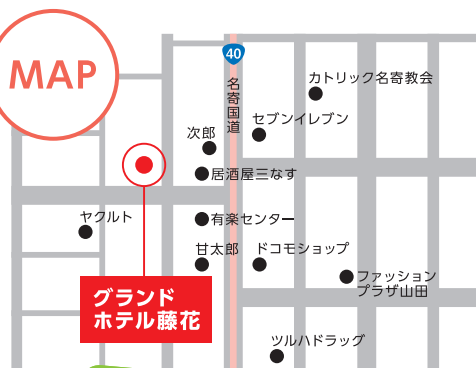 MAP
40
名寄国道
カトリック名寄教会
セブンイレブン
次郎
居酒屋三なす
ヤクルト
有楽センター
甘太郎
ドコモショップ
ファッション
プラザ山田
グランド
ホテル藤花
ツルハドラッグ